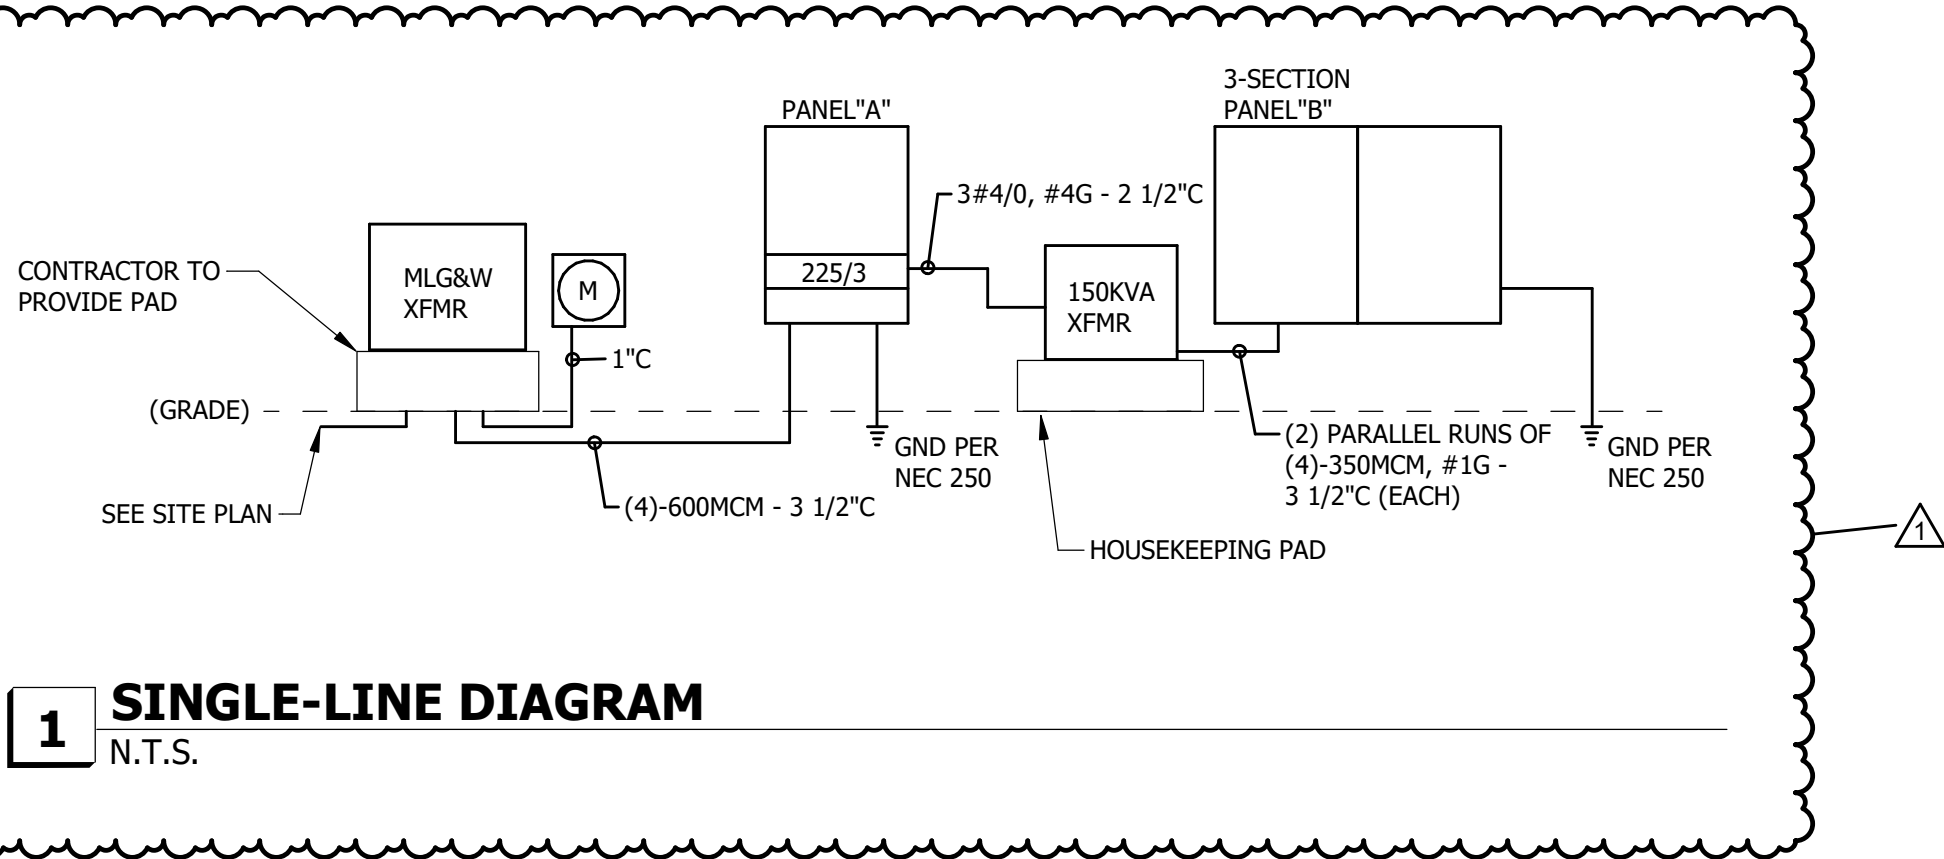 3-SECTION
PANEL"B"
PANEL"A"
3#4/0, #4G - 2 1/2"C
CONTRACTOR TO
PROVIDE PAD
MLG&W
XFMR
M
225/3
150KVA
XFMR
1"C
(GRADE)
GND PER
NEC 250
(2) PARALLEL RUNS OF
(4)-350MCM, #1G -
3 1/2"C (EACH)
GND PER
NEC 250
SEE SITE PLAN
(4)-600MCM - 3 1/2"C
HOUSEKEEPING PAD
1
1
SINGLE-LINE DIAGRAM
N.T.S.